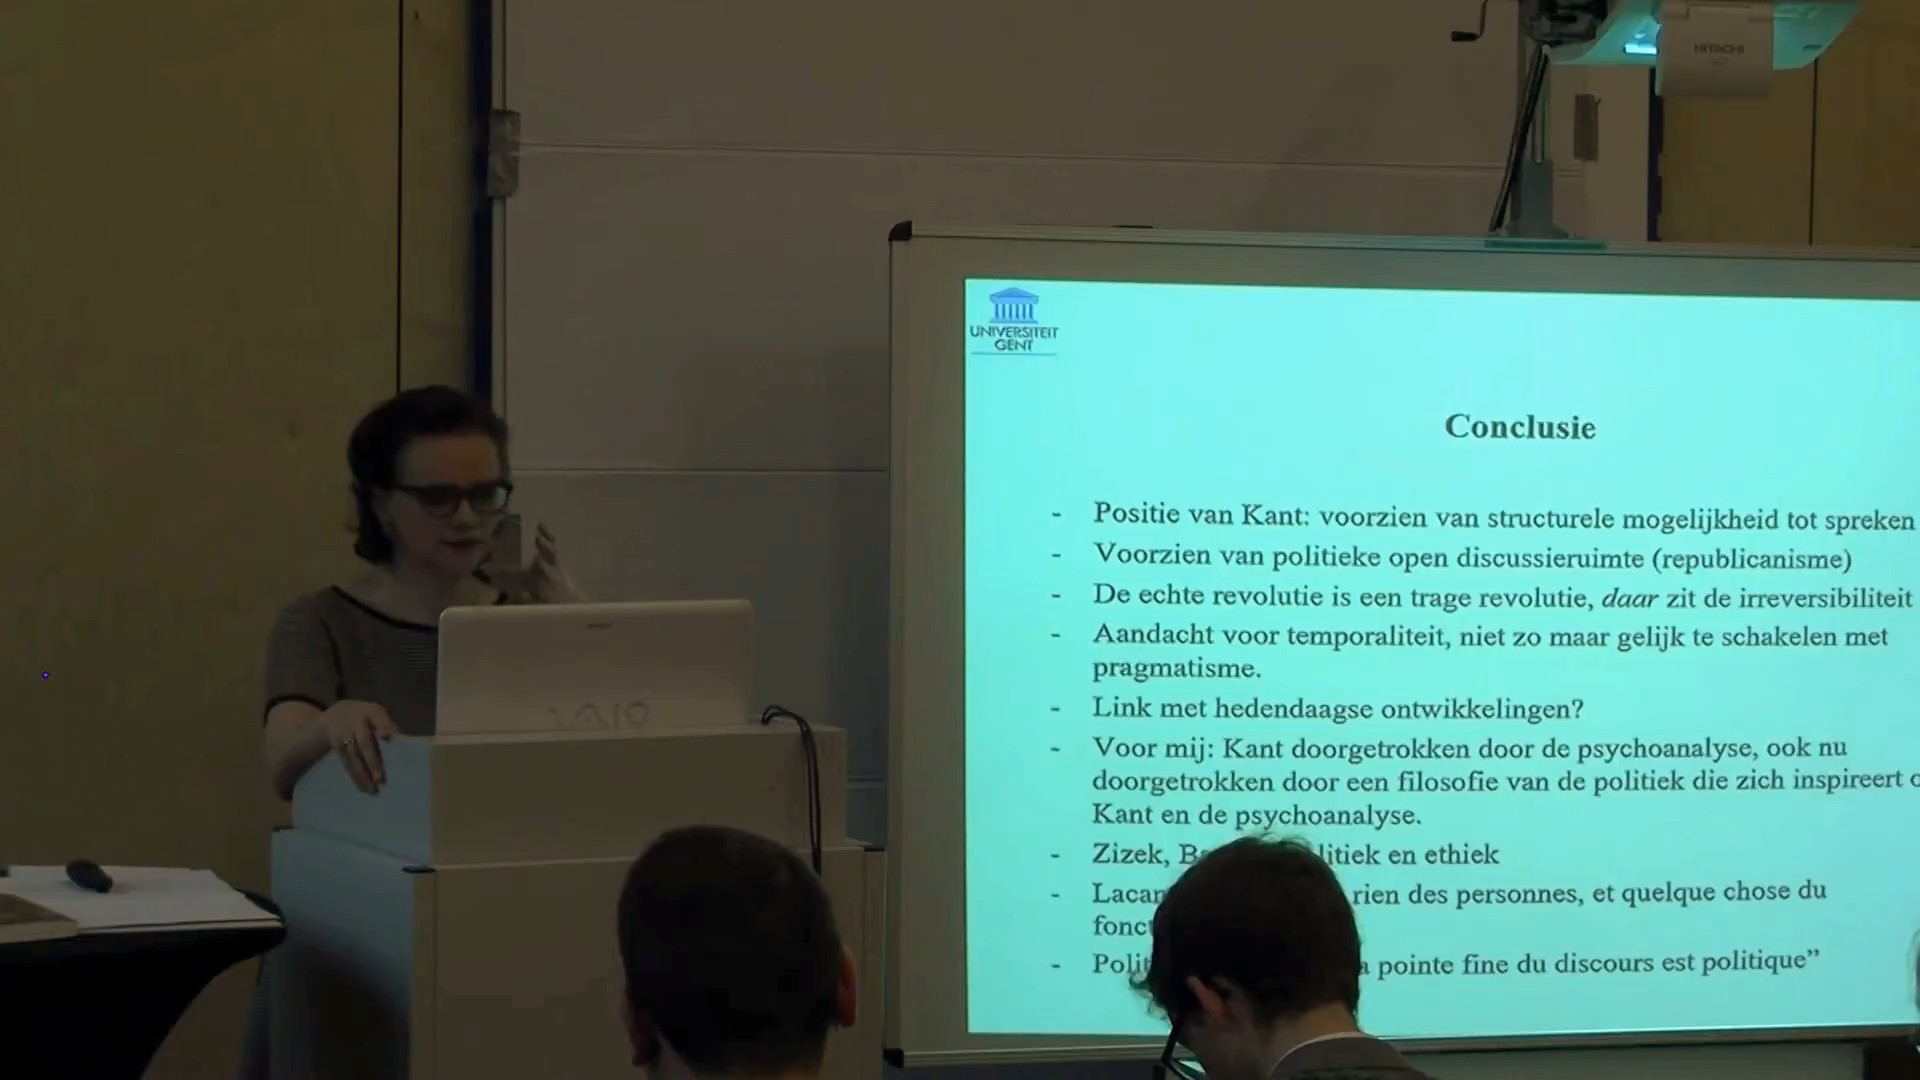 HITACHI
UNIVERSITEIT
GENT
Conclusie
- Positie van Kant: voorzien van structurele mogelijkheid tot spreken
- Voorzien van politieke open discussieruimte (republicanisme)
- De echte revolutie is een trage revolutie, daar zit de irreversibiliteit
- Aandacht voor temporaliteit, niet zo maar gelijk te schakelen met
pragmatisme.
- Link met hedendaagse ontwikkelingen?
- Voor mij: Kant doorgetrokken door de psychoanalyse, ook nu
doorgetrokken door een filosofie van de politiek die zich inspireert
Kant en de psychoanalyse.
- Zizek, en ethiek
- rien des personnes, et quelque chose du
- pointe fine du discours est politique”
VAIO